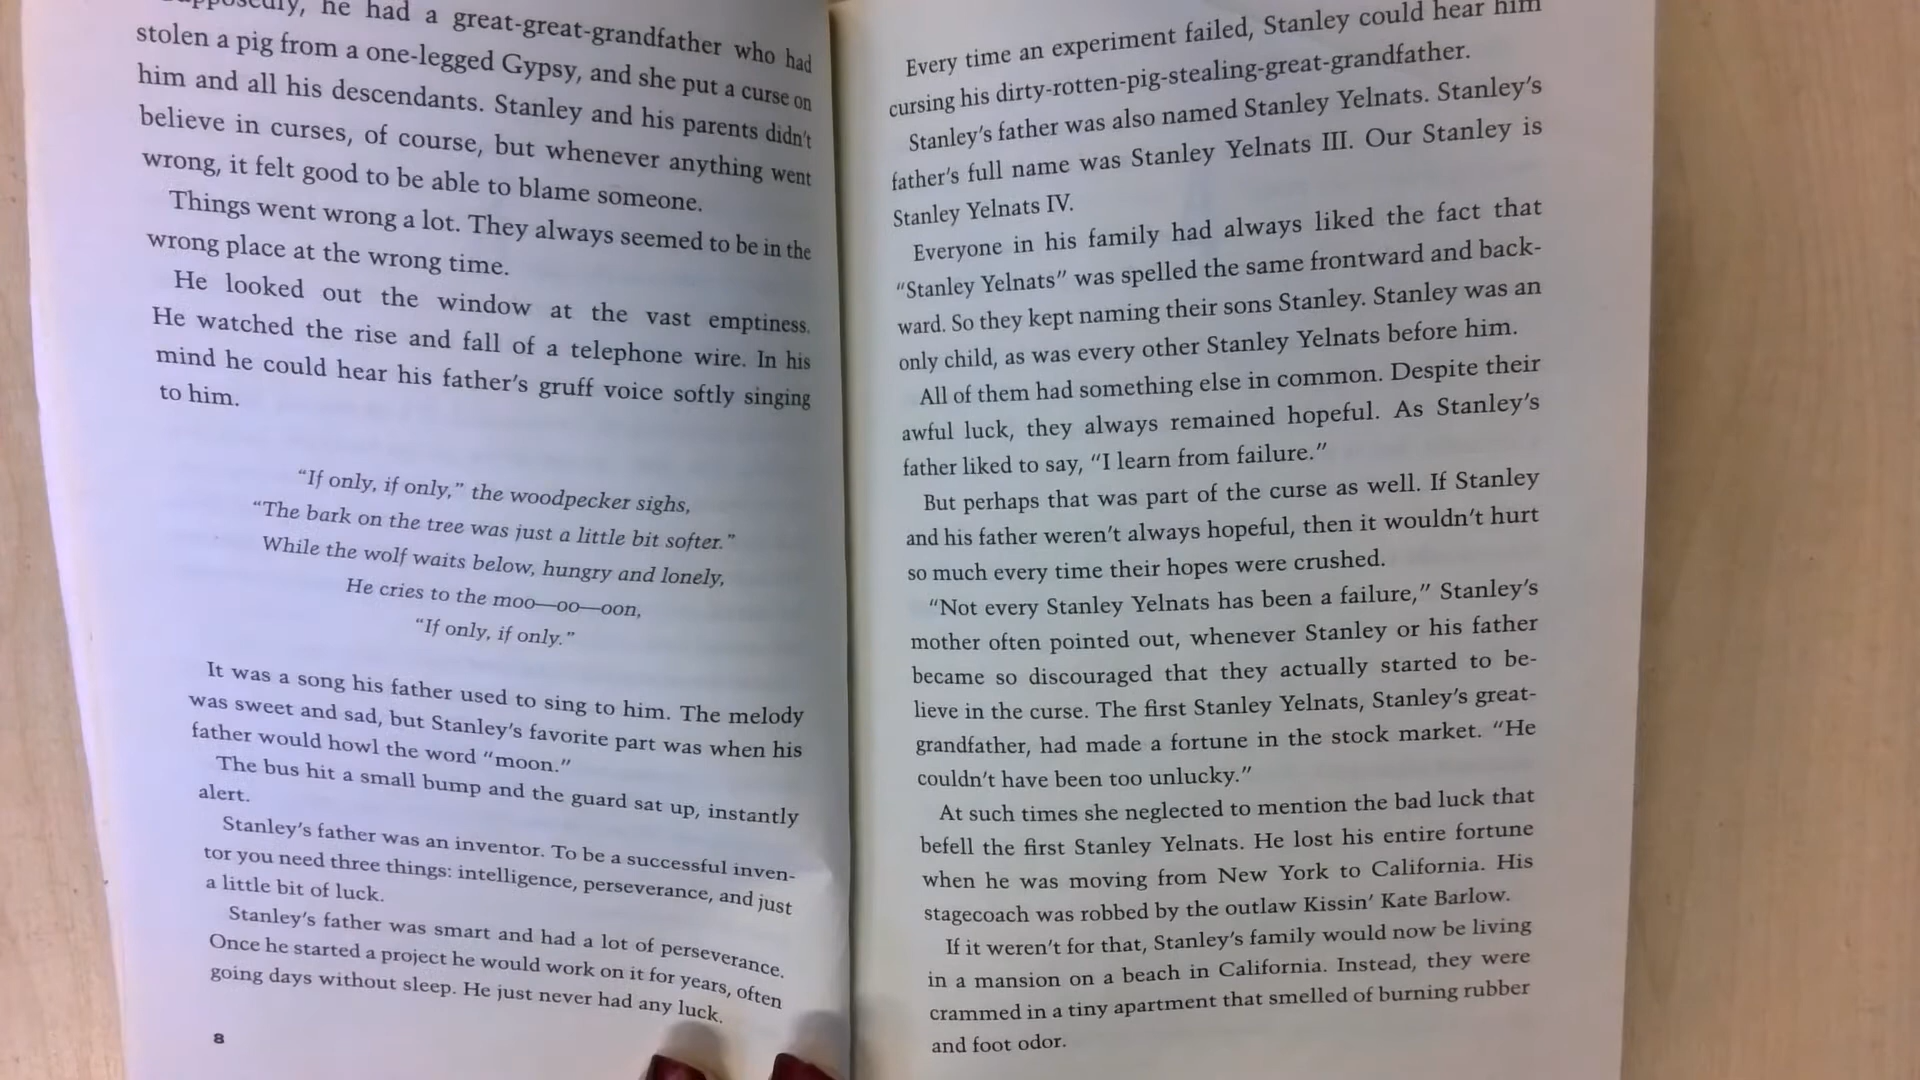 Supposedly, he had a great-great-grandfather who had
stolen a pig from a one-legged Gypsy, and she put a curse on
him and all his descendants. Stanley and his parents didn't
believe in curses, of course, but whenever anything went
wrong, it felt good to be able to blame someone.
Things went wrong a lot. They always seemed to be in the
wrong place at the wrong time.
He looked out the window at the vast emptiness.
He watched the rise and fall of a telephone wire. In his
mind he could hear his father's gruff voice softly singing
to him.
“If only, if only,” the woodpecker sighs,
“The bark on the tree was just a little bit softer.”
While the wolf waits below, hungry and lonely,
He cries to the moo—oo—oon,
“If only, if only.”
It was a song his father used to sing to him. The melody
was sweet and sad, but Stanley's favorite part was when his
father would howl the word “moon.”
The bus hit a small bump and the guard sat up, instantly
alert.
Stanley's father was an inventor. To be a successful inven-
tor you need three things: intelligence, perseverance, and just
a little bit of luck.
Stanley's father was smart and had a lot of perseverance.
Once he started a project he would work on it for years, often
going days without sleep. He just never had any luck.
8
Every time an experiment failed, Stanley could hear him
cursing his dirty-rotten-pig-stealing-great-grandfather.
Stanley's father was also named Stanley Yelnats. Stanley's
father's full name was Stanley Yelnats III. Our Stanley is
Stanley Yelnats IV.
Everyone in his family had always liked the fact that
“Stanley Yelnats” was spelled the same frontward and back-
ward. So they kept naming their sons Stanley. Stanley was an
only child, as was every other Stanley Yelnats before him.
All of them had something else in common. Despite their
awful luck, they always remained hopeful. As Stanley's
father liked to say, “I learn from failure.”
But perhaps that was part of the curse as well. If Stanley
and his father weren't always hopeful, then it wouldn't hurt
so much every time their hopes were crushed.
“Not every Stanley Yelnats has been a failure,” Stanley's
mother often pointed out, whenever Stanley or his father
became so discouraged that they actually started to be-
lieve in the curse. The first Stanley Yelnats, Stanley's great-
grandfather, had made a fortune in the stock market. “He
couldn't have been too unlucky.”
At such times she neglected to mention the bad luck that
befell the first Stanley Yelnats. He lost his entire fortune
when he was moving from New York to California. His
stagecoach was robbed by the outlaw Kissin' Kate Barlow.
If it weren't for that, Stanley's family would now be living
in a mansion on a beach in California. Instead, they were
crammed in a tiny apartment that smelled of burning rubber
and foot odor.